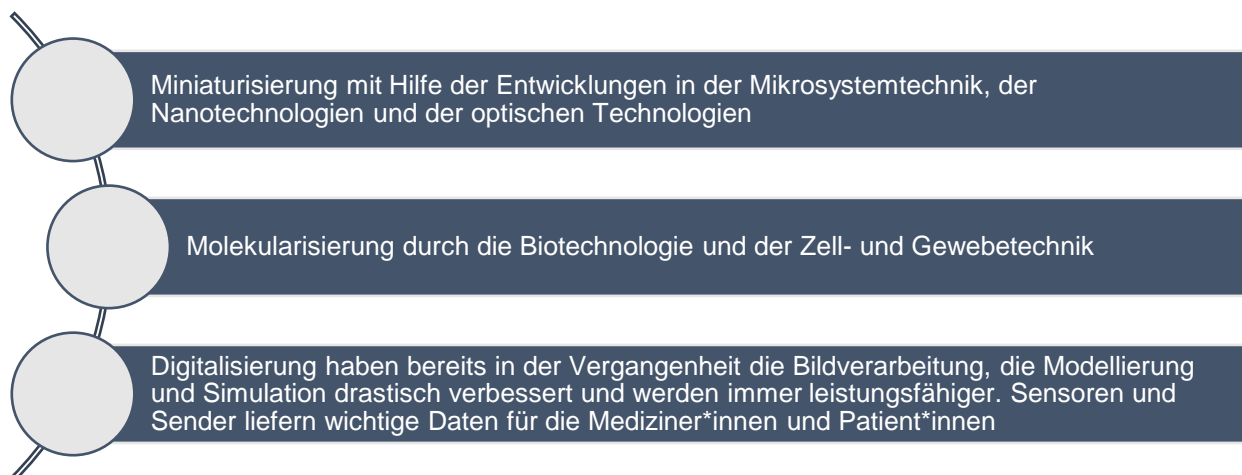 Miniaturisierung mit Hilfe der Entwicklungen in der Mikrosystemtechnik, der
Nanotechnologien und der optischen Technologien
Molekularisierung durch die Biotechnologie und der Zell- und Gewebetechnik
Digitalisierung haben bereits in der Vergangenheit die Bildverarbeitung, die Modellierung
und Simulation drastisch verbessert und werden immer leistungsfähiger. Sensoren und
Sender liefern wichtige Daten für die Mediziner*innen und Patient*innen